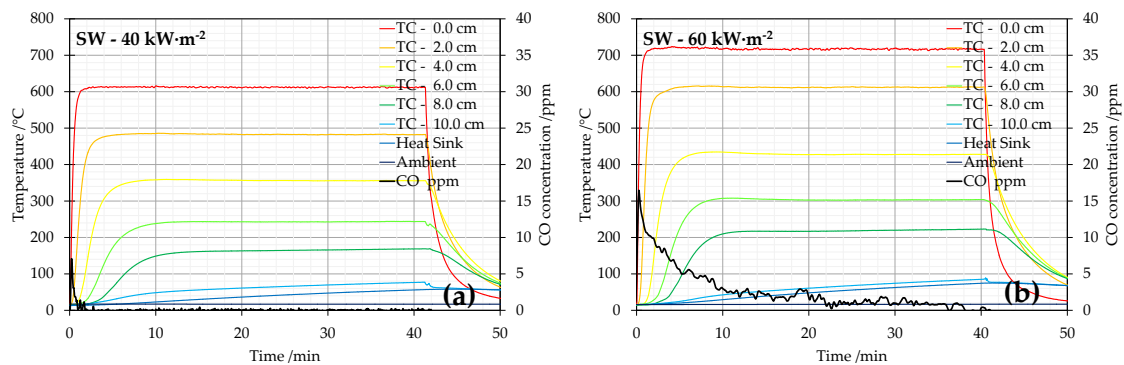 SW - 40 kW·m-2
800
700
600
500
400
300
200
100
0
Temperature /°C
0
10
20
30
40
50
Time /min
40
35
30
25
20
15
10
5
0
CO concentration /ppm
TC - 0.0 cm
TC - 2.0 cm
TC - 4.0 cm
TC - 6.0 cm
TC - 8.0 cm
TC - 10.0 cm
Heat Sink
Ambient
CO ppm
(a)
SW - 60 kW·m-2
800
700
600
500
400
300
200
100
0
Temperature /°C
0
10
20
30
40
50
Time /min
40
35
30
25
20
15
10
5
0
CO concentration /ppm
TC - 0.0 cm
TC - 2.0 cm
TC - 4.0 cm
TC - 6.0 cm
TC - 8.0 cm
TC - 10.0 cm
Heat Sink
Ambient
CO ppm
(b)